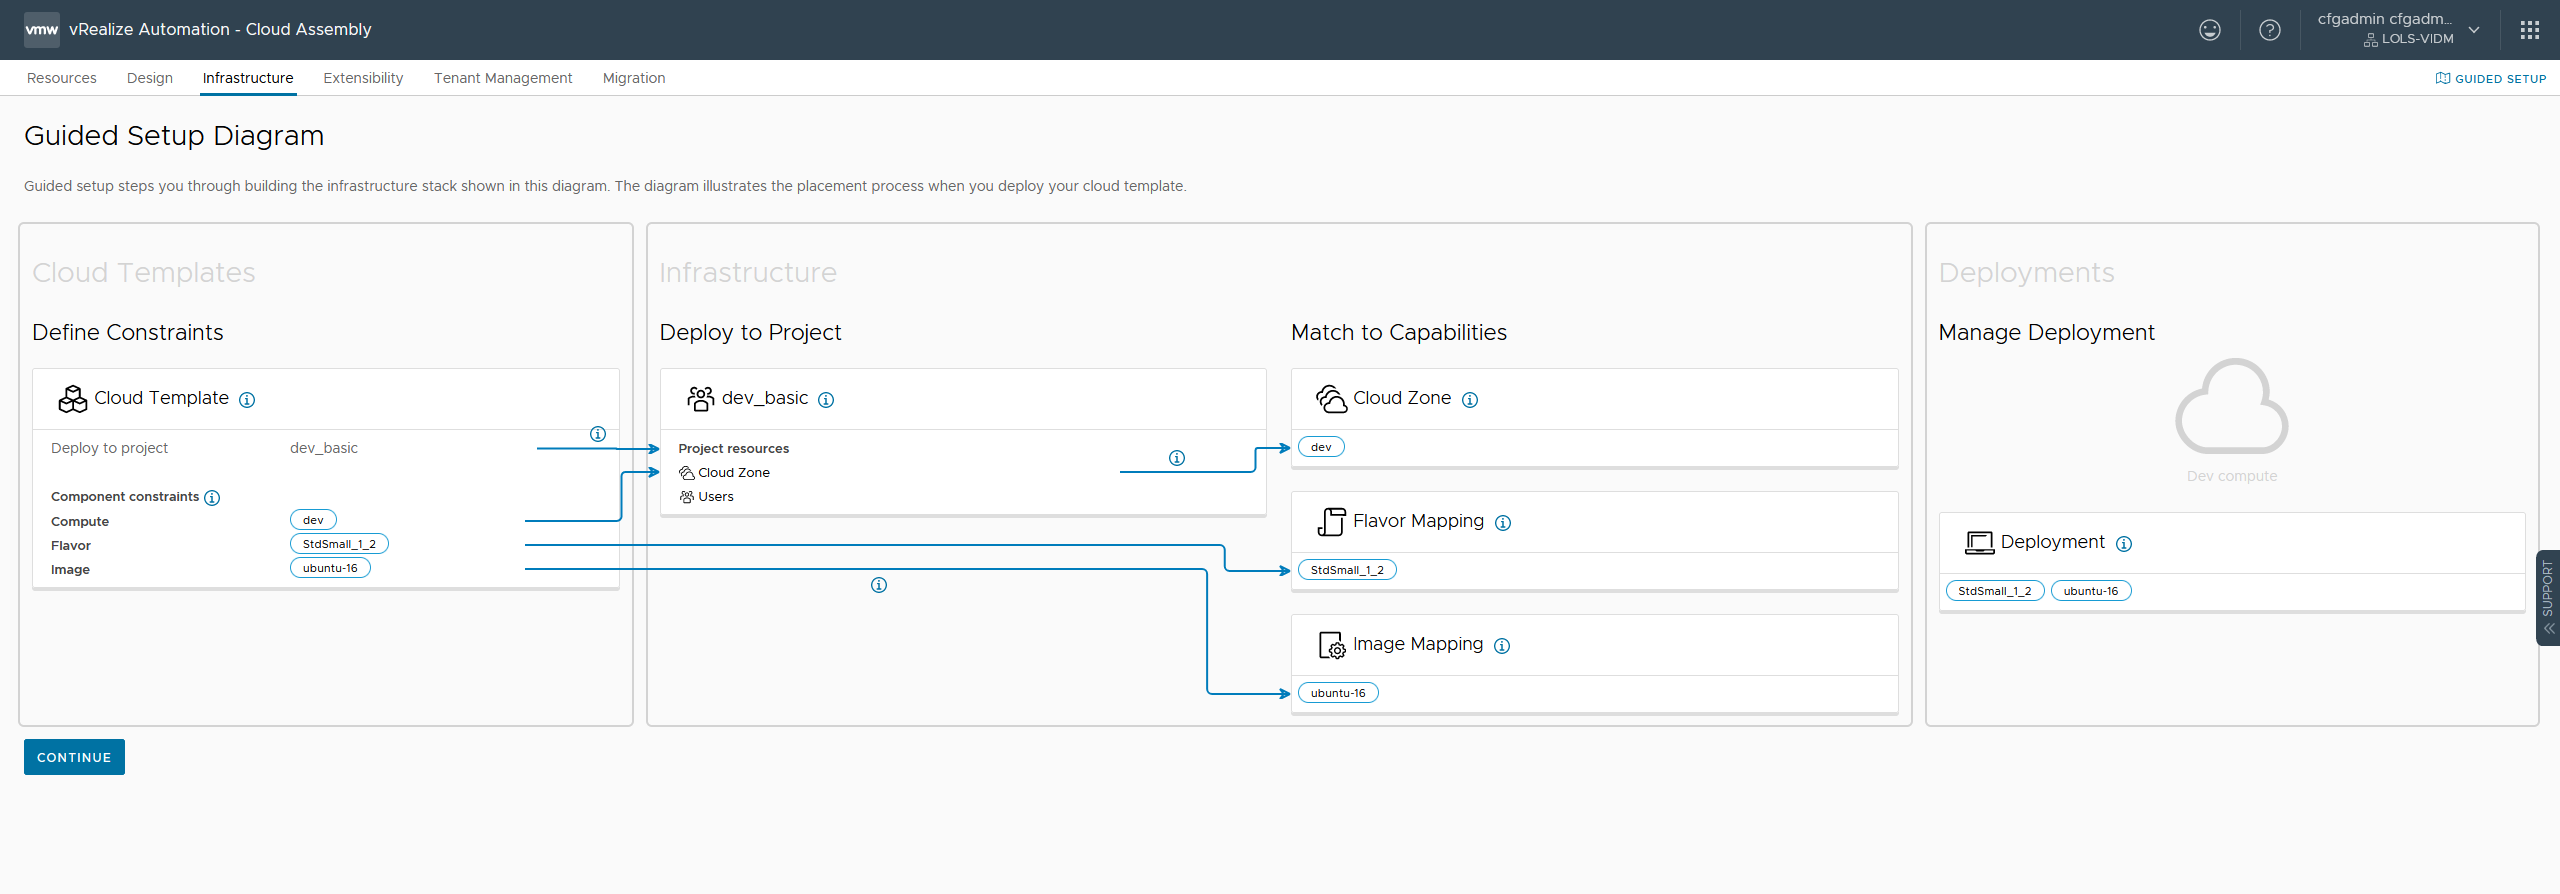 vmw vRealize Automation - Cloud Assembly
cfgadmin cfgadm...
LOLS-VIDM
Resources Design Infrastructure Extensibility Tenant Management Migration GUIDED SETUP
Guided Setup Diagram
Guided setup steps you through building the infrastructure stack shown in this diagram. The diagram illustrates the placement process when you deploy your cloud template.
Cloud Templates
Define Constraints
Cloud Template
Deploy to project dev_basic
Component constraints
Compute dev
Flavor StdSmall_1_2
Image ubuntu-16
Infrastructure
Deploy to Project
dev_basic
Project resources
Cloud Zone
Users
Match to Capabilities
Cloud Zone
dev
Flavor Mapping
StdSmall_1_2
Image Mapping
ubuntu-16
Deployments
Manage Deployment
Dev compute
Deployment
StdSmall_1_2 ubuntu-16
SUPPORT
CONTINUE